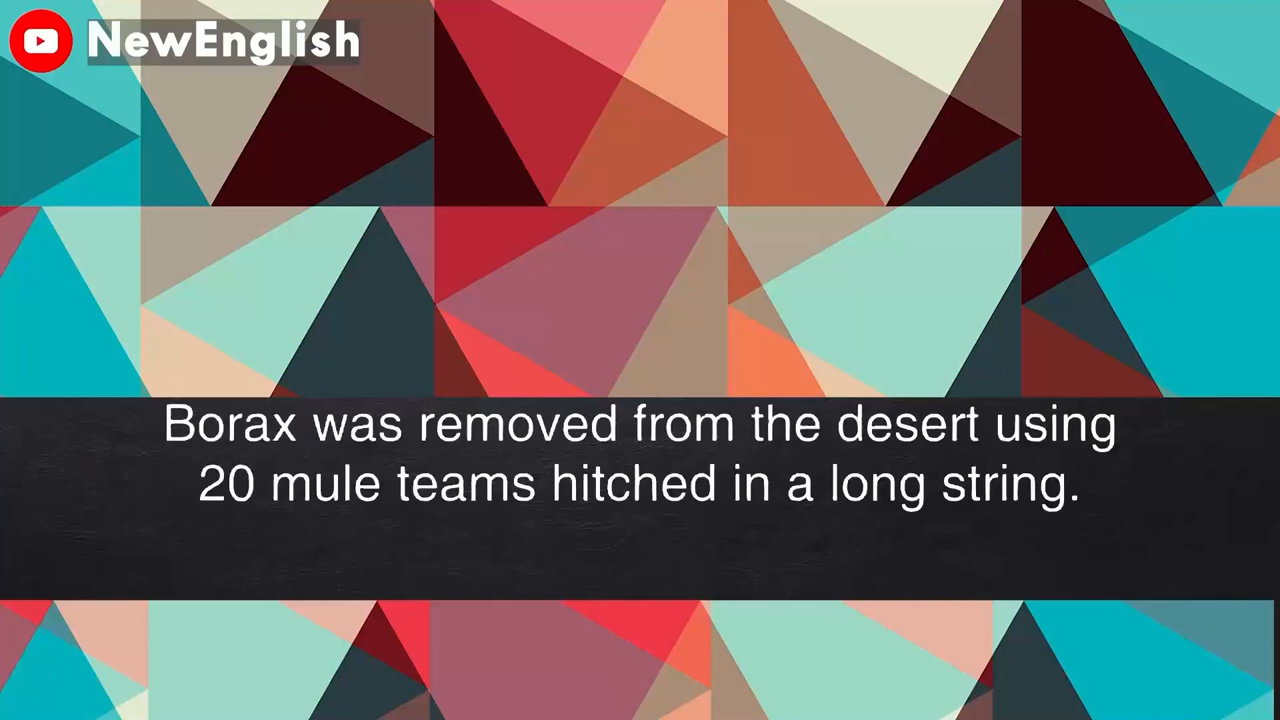 NewEnglish
Borax was removed from the desert using
20 mule teams hitched in a long string.